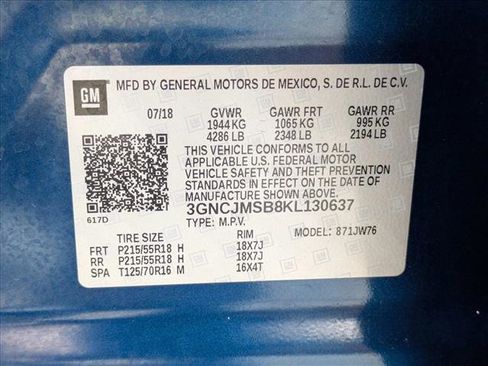 GM MFD BY GENERAL MOTORS DE MEXICO, S. DE R.L. DE C.V.
07/18 GVWR GAWR FRT GAWR RR
1944 KG 1065 KG 995 KG
4286 LB 2348 LB 2194 LB
THIS VEHICLE CONFORMS TO ALL
APPLICABLE U.S. FEDERAL MOTOR
VEHICLE SAFETY AND THEFT PREVENTION
STANDARDS IN EFFECT ON THE DATE OF
MANUFACTURE SHOWN ABOVE.
617D 3GNCJMSB8KL130637
TYPE: M.P.V. MODEL: 871JW76
TIRE SIZE RIM
FRT P215/55R18 H 18X7J
RR P215/55R18 H 18X7J
SPA T125/70R16 M 16X4T